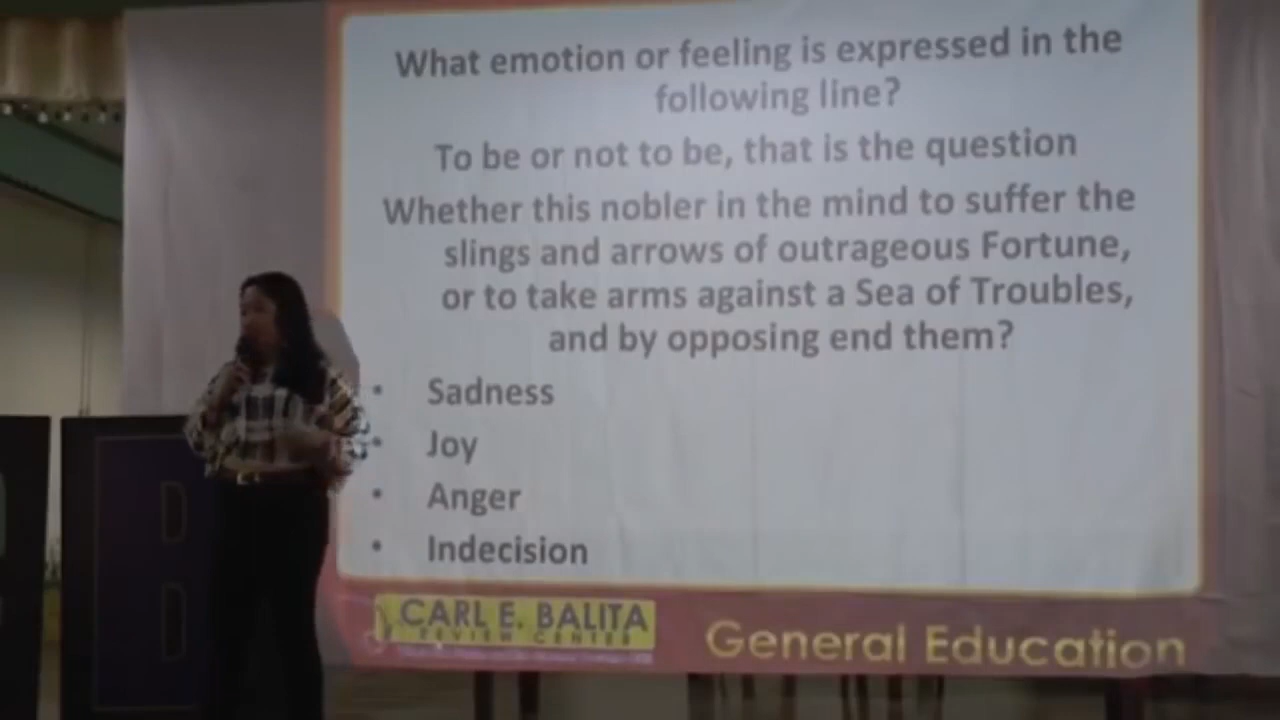 What emotion or feeling is expressed in the
following line?
To be or not to be, that is the question
Whether this nobler in the mind to suffer the
slings and arrows of outrageous Fortune,
or to take arms against a Sea of Troubles,
and by opposing end them?
• Sadness
• Joy
• Anger
• Indecision
CARL E. BALITA
REVIEW CENTER
General Education